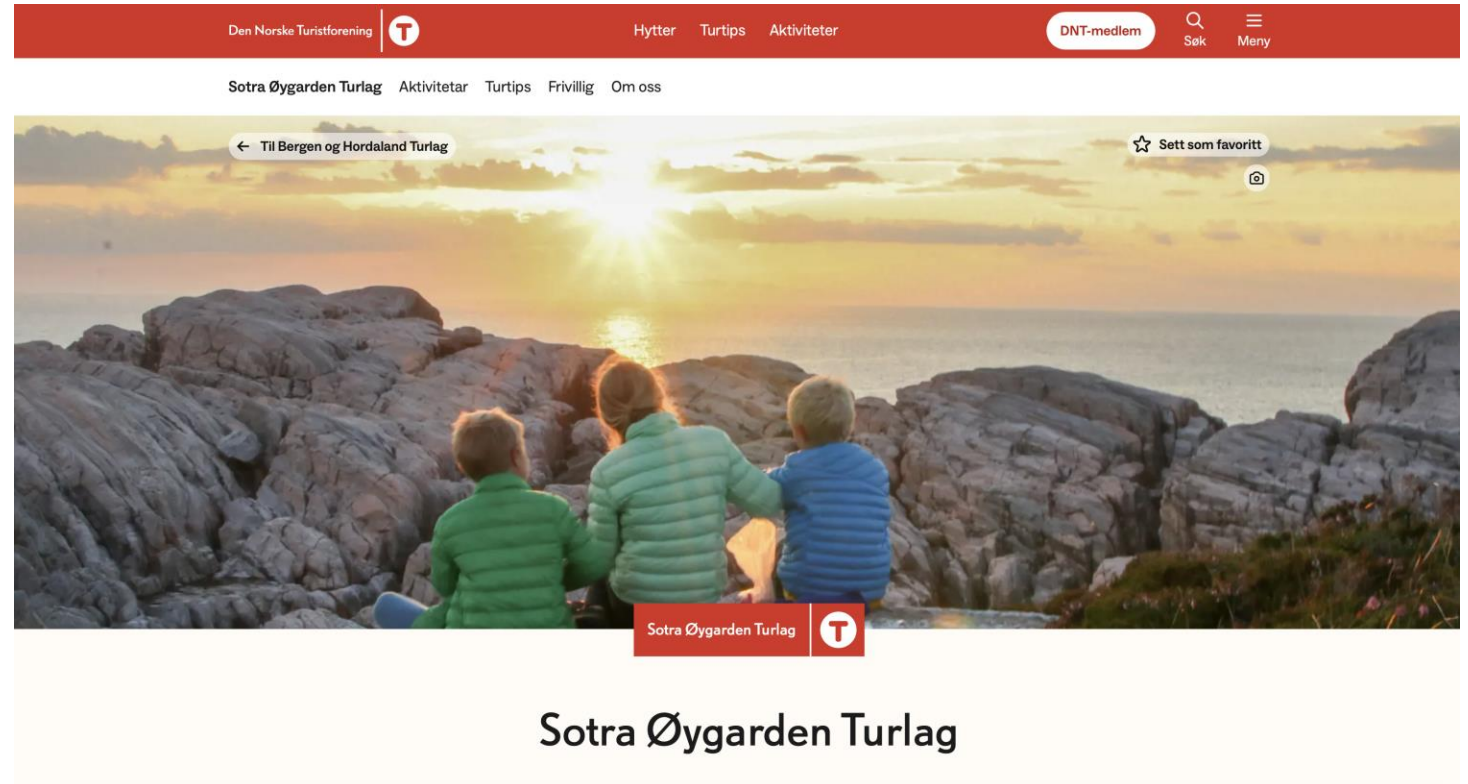 Den Norske Turistforening T
Hytter Turtips Aktiviteter
DNT-medlem
Søk
Meny
Sotra Øygarden Turlag Aktivitetar Turtips Frivillig Om oss
← Til Bergen og Hordaland Turlag
Sett som favoritt
Sotra Øygarden Turlag T
Sotra Øygarden Turlag